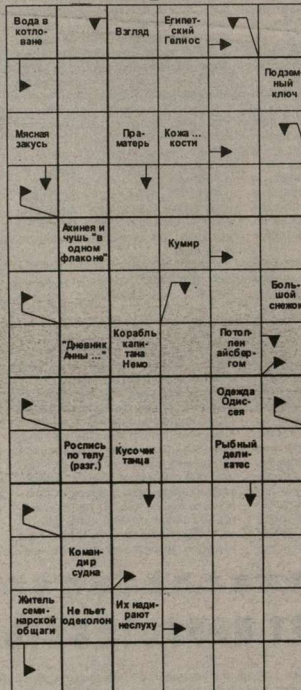 Вода в
котло-
ване
Взгляд
Египет-
ский
Гелиос
Подзем-
ный
ключ
Мясная
закусь
Пра-
матерь
Кожа ...
кости
Ахинея и
чушь "в
одном
флаконе"
Кумир
Боль-
шой
снежок
"Дневник
Анны ..."
Корабль
капи-
тана
Немо
Потоп-
лен
айсбер-
гом
Одежда
Одис-
сея
Роспись
по телу
(разг.)
Кусочек
танца
Рыбный
дели-
катес
Коман-
дир
судна
Житель
семи-
нарской
общаги
Не пьет
одеколон
Их нади-
рают
неслуху